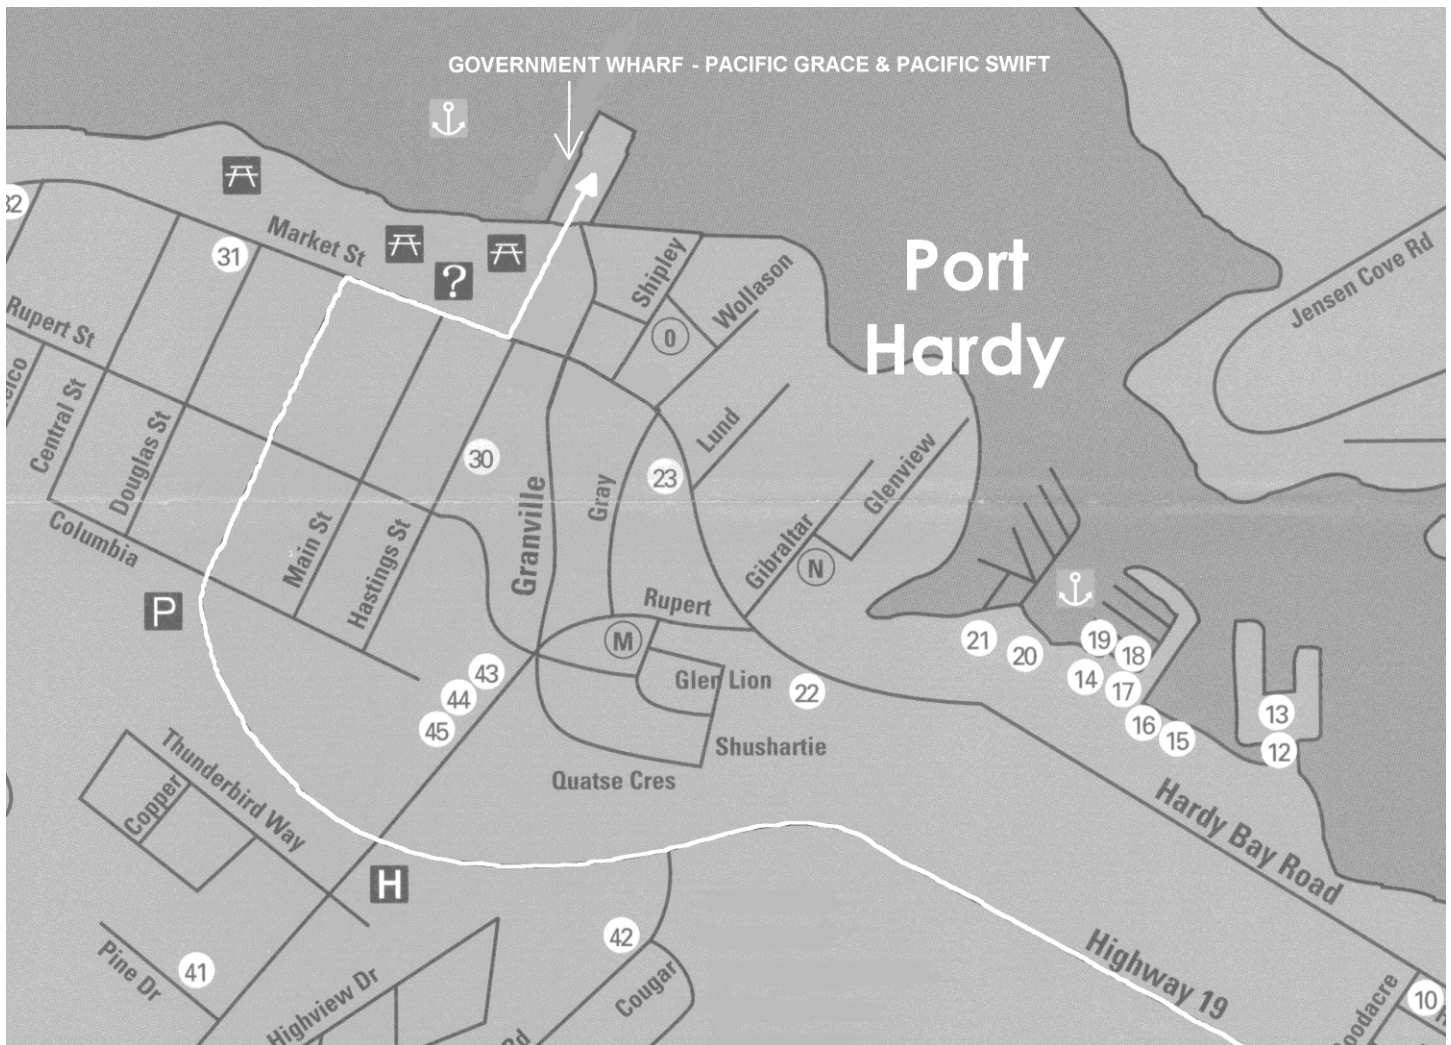 GOVERNMENT WHARF - PACIFIC GRACE & PACIFIC SWIFT
Port
Hardy
Jensen Cove Rd
32
31
Market St
?
Shipley
Wollason
O
Rupert St
Central St
Douglas St
Columbia
Main St
Hastings St
30
Granville
Gray
23
Lund
Glenview
Gibraltar
N
P
Rupert
M
Glen Lion
22
Shushartie
Quatse Cres
43
44
45
21
20
19
18
14
17
16
15
13
12
Thunderbird Way
Copper
H
Hardy Bay Road
Highway 19
42
41
Pine Dr
Highview Dr
Cougar
Rd
10